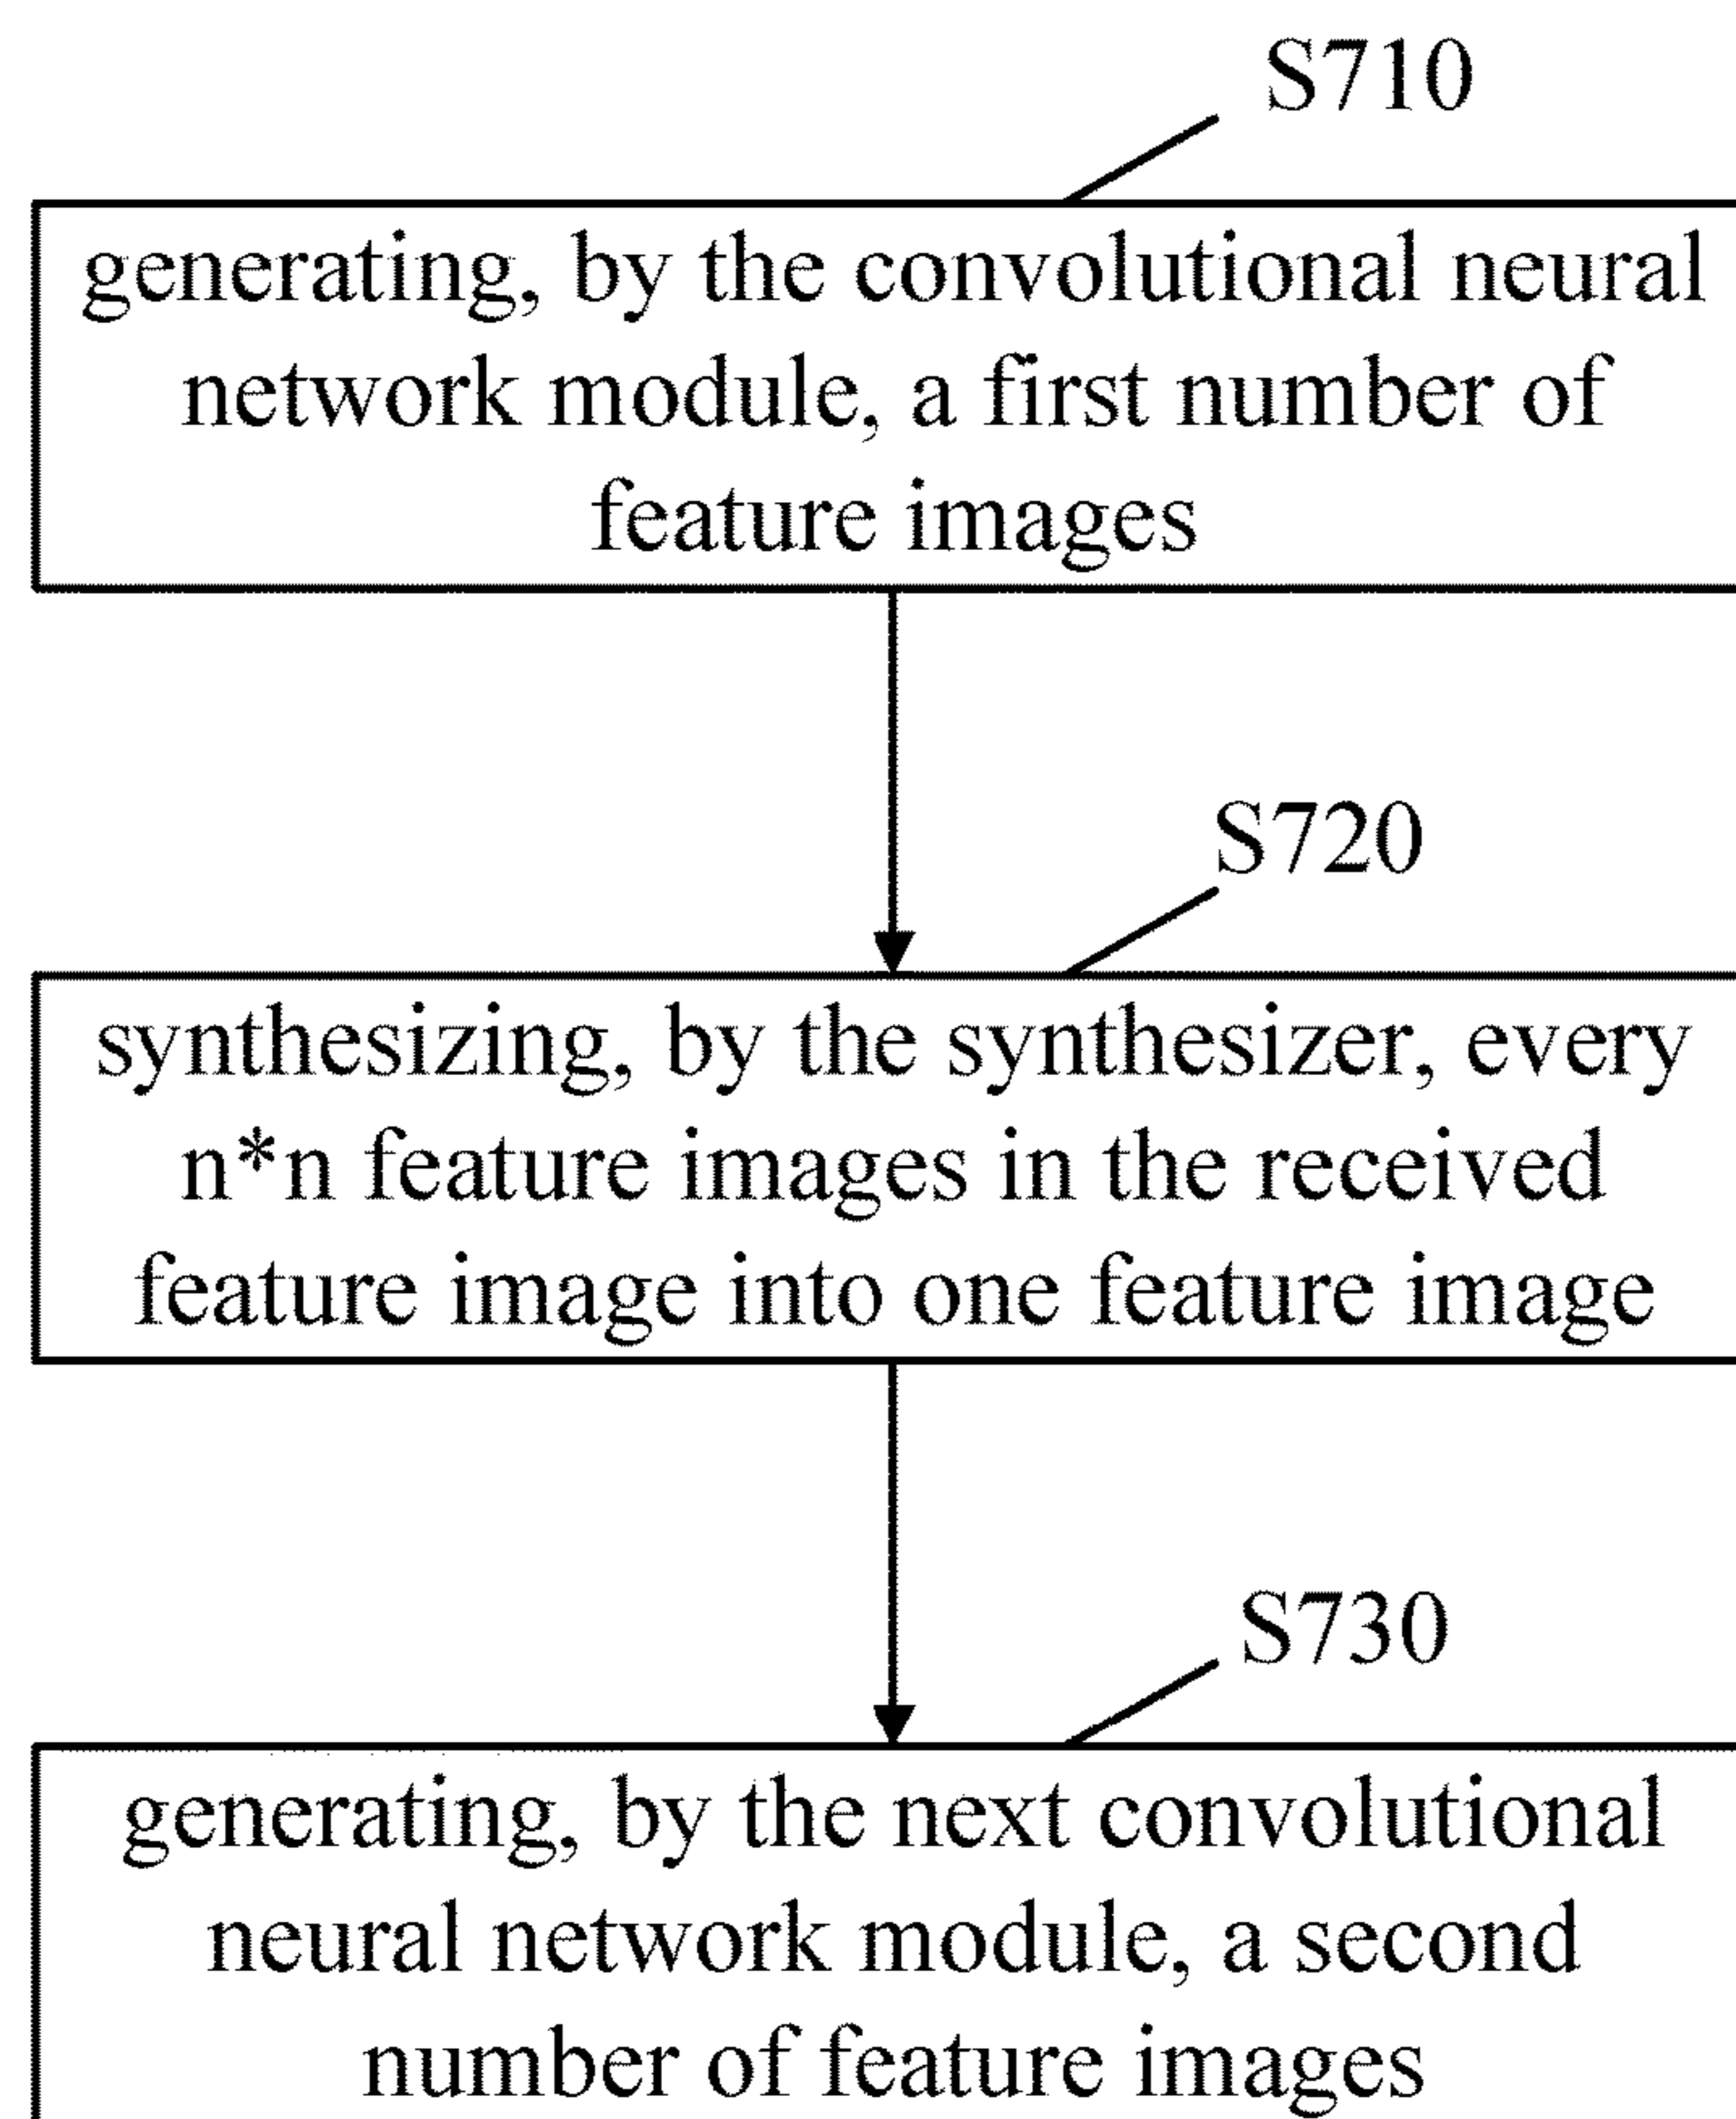 S710
generating, by the convolutional neural
network module, a first number of
feature images
S720
synthesizing, by the synthesizer, every
n*n feature images in the received
feature image into one feature image
S730
generating, by the next convolutional
neural network module, a second
number of feature images